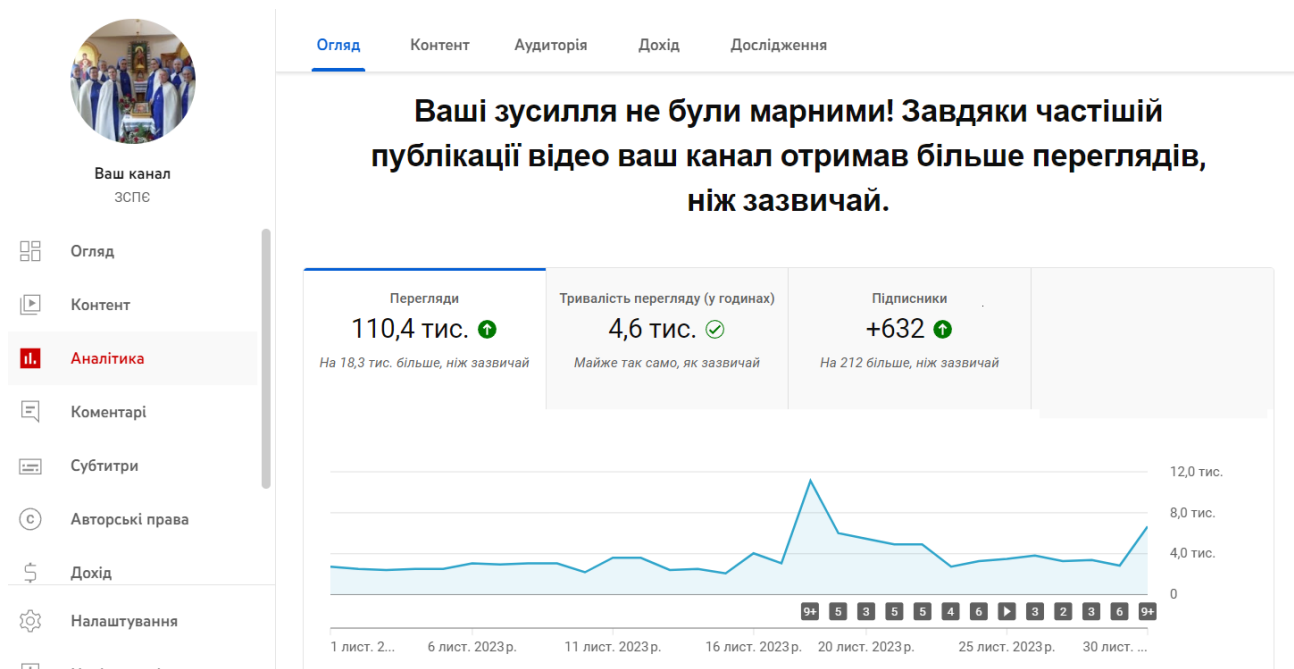 Огляд Контент Аудиторія Дохід Дослідження
Ваші зусилля не були марними! Завдяки частішій
публікації відео ваш канал отримав більше переглядів,
ніж зазвичай.
Ваш канал
ЗСПЄ
Огляд
Контент
Аналітика
Коментарі
Субтитри
Авторські права
Дохід
Налаштування
Перегляди
110,4 тис.
На 18,3 тис. більше, ніж зазвичай
Тривалість перегляду (у годинах)
4,6 тис.
Майже так само, як зазвичай
Підписники
+632
На 212 більше, ніж зазвичай
12,0 тис.
8,0 тис.
4,0 тис.
0
9+ 5 3 5 5 4 6 3 2 3 6 9+
1 лист. 2... 6 лист. 2023 р. 11 лист. 2023 р. 16 лист. 2023 р. 20 лист. 2023 р. 25 лист. 2023 р. 30 лист. ...